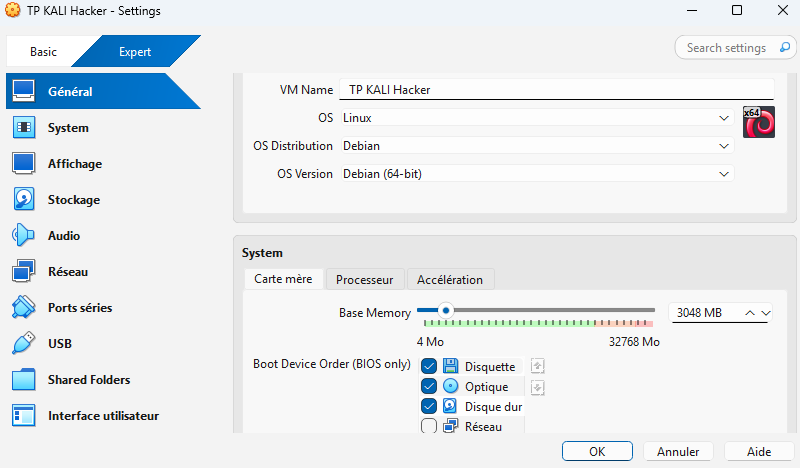 TP KALI Hacker - Settings
Basic
Expert
Search settings
Général
System
Affichage
Stockage
Audio
Réseau
Ports séries
USB
Shared Folders
Interface utilisateur
VM Name TP KALI Hacker
OS Linux
x64
OS Distribution Debian
OS Version Debian (64-bit)
System
Carte mère Processeur Accélération
Base Memory 3048 MB
4 Mo 32768 Mo
Boot Device Order (BIOS only) Disquette
Optique
Disque dur
Réseau
OK Annuler Aide